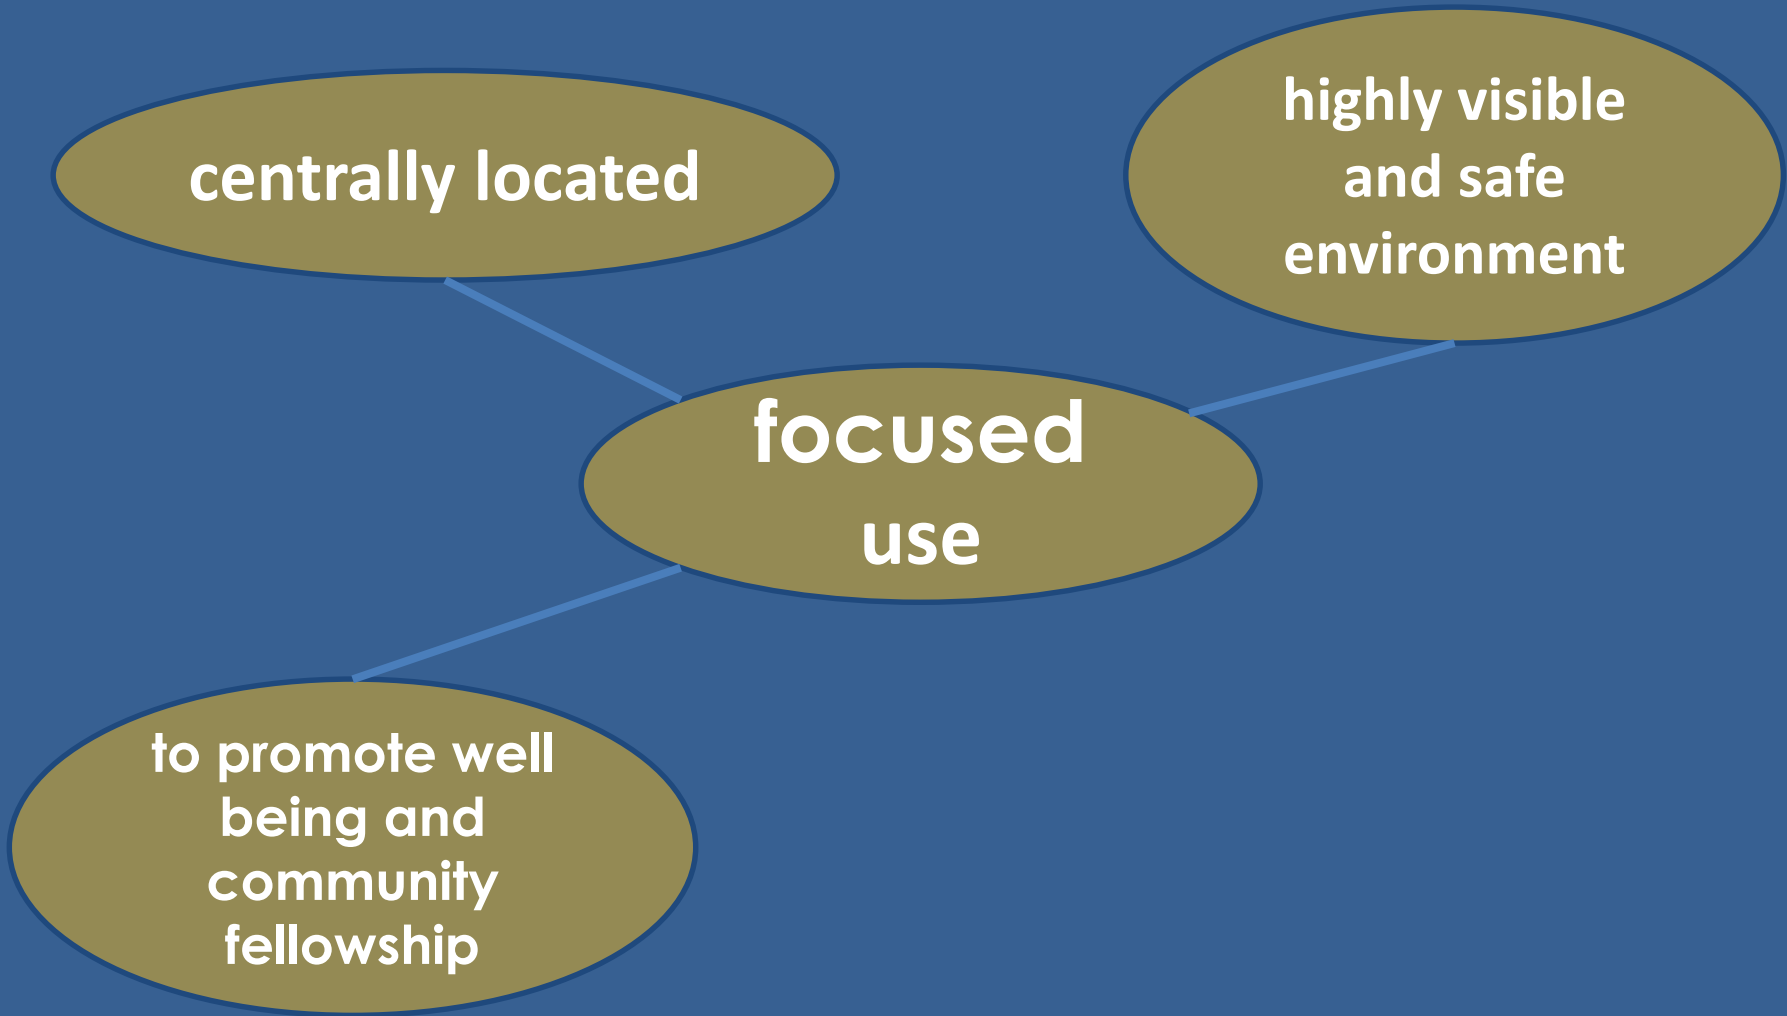 centrally located
highly visible
and safe
environment
focused
use
to promote well
being and
community
fellowship